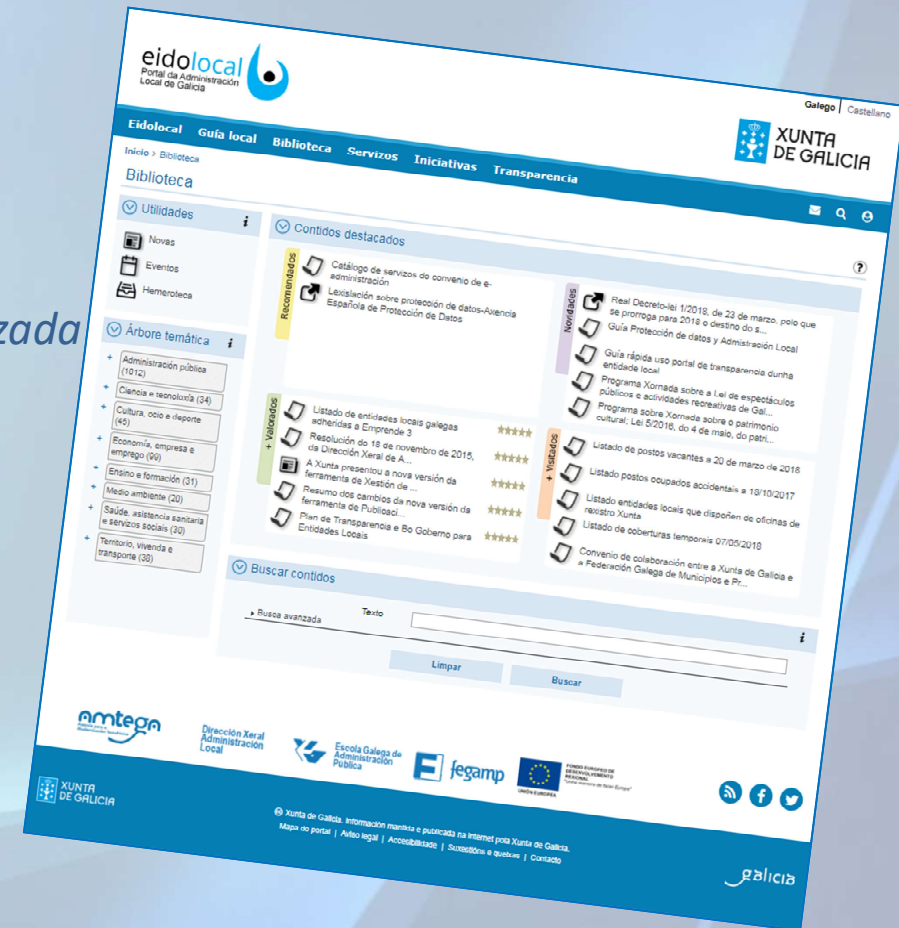 zada
eidolocal
Portal da Administración
Local de Galicia
Galego | Castellano
XUNTA
DE GALICIA
Eidolocal Guía local Biblioteca Servizos Iniciativas Transparencia
Inicio > Biblioteca
Biblioteca
Utilidades
Novas
Eventos
Hemeroteca
Árbore temática
Administración pública
(1012)
Ciencia e tecnoloxía (34)
Cultura, ocio e deporte
(45)
Economía, empresa e
emprego (99)
Ensino e formación (31)
Medio ambiente (20)
Saúde, asistencia sanitaria
e servizos sociais (30)
Territorio, vivenda e
transporte (38)
Contidos destacados
Recomendados
Catálogo de servizos do convenio de e-
administración
Lexislación sobre protección de datos-Axencia
Española de Protección de Datos
Novidades
Real Decreto-lei 1/2018, de 23 de marzo, polo que
se prorroga para 2018 o destino do s...
Guía Protección de datos y Admistración Local
Guía rápida uso portal de transparencia dunha
entidade local
Programa Xornada sobre a Lei de espectáculos
públicos e actividades recreativas de Gal...
Programa sobre Xornada sobre o patrimonio
cultural; Lei 5/2016, do 4 de maio, do patri...
+ Valorados
Listado de entidades locais galegas
adheridas a Emprende 3
Resolución do 18 de novembro de 2015,
da Dirección Xeral de A...
A Xunta presentou a nova versión da
ferramenta de Xestión de ...
Resumo dos cambios da nova versión da
ferramenta de Publicaci...
Plan de Transparencia e Bo Goberno para
Entidades Locais
+ Visitados
Listado de postos vacantes a 20 de marzo de 2018
Listado postos ocupados accidentais a 18/10/2017
Listado entidades locais que dispoñen de oficinas de
rexistro Xunta
Listado de coberturas temporais 07/05/2018
Convenio de colaboración entre a Xunta de Galicia e
a Federación Galega de Municipios e Pr...
Buscar contidos
Busca avanzada
Texto
Limpar
Buscar
amtega
Dirección Xeral
Administración
Local
Escola Galega de
Administración
Pública
fegamp
UNIÓN EUROPEA
FONDO EUROPEO DE
DESENVOLVEMENTO
REXIONAL
XUNTA
DE GALICIA
© Xunta de Galicia. Información mantida e publicada na internet pola Xunta de Galicia.
Mapa do portal | Aviso legal | Accesibilidade | Suxestións e queixas | Contacto
galicia